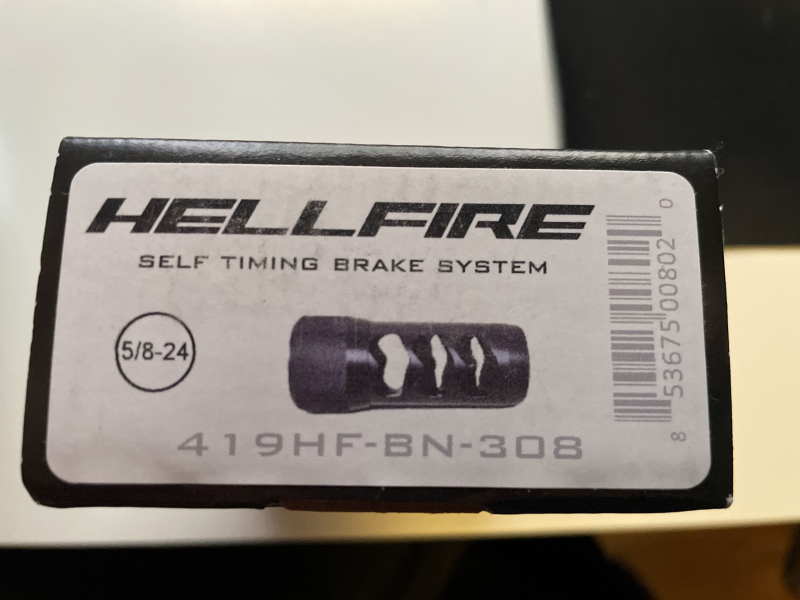 HELLFIRE
SELF TIMING BRAKE SYSTEM
5/8-24
419HF-BN-308
8 53675 00802 0